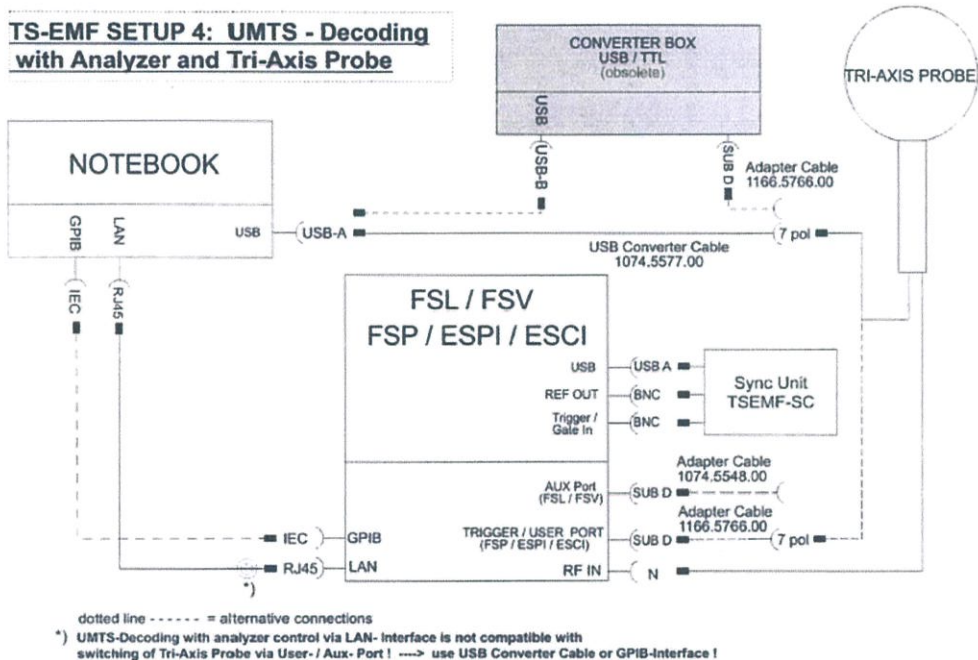 TS-EMF SETUP 4: UMTS - Decoding
with Analyzer and Tri-Axis Probe
CONVERTER BOX
USB / TTL
(obsolete)
USB
USB-B
SUB D
TRI-AXIS PROBE
Adapter Cable
1166.5766.00
NOTEBOOK
GPIB
LAN
USB
USB-A
7 pol
USB Converter Cable
1074.5577.00
IEC
RJ45
FSL / FSV
FSP / ESPI / ESCI
USB
USB A
REF OUT
BNC
Trigger /
Gate In
BNC
Sync Unit
TSEMF-SC
AUX Port
(FSL / FSV)
SUB D
Adapter Cable
1074.5548.00
Adapter Cable
1166.5766.00
TRIGGER / USER PORT
(FSP / ESPI / ESCI)
SUB D
7 pol
IEC
GPIB
RJ45
LAN
RF IN
N
*)
dotted line ------ = alternative connections
*) UMTS-Decoding with analyzer control via LAN- Interface is not compatible with
switching of Tri-Axis Probe via User- / Aux- Port ! ----> use USB Converter Cable or GPIB-Interface !